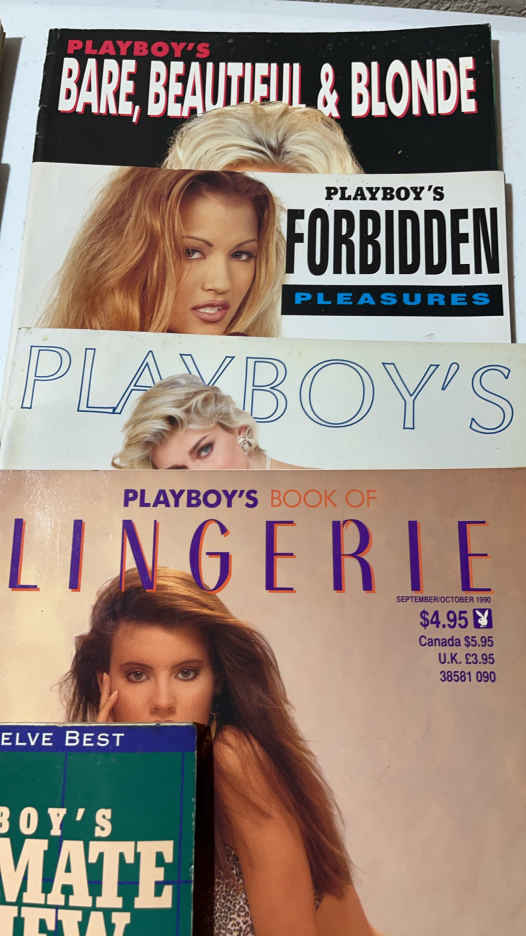 PLAYBOY'S
BARE, BEAUTIFUL & BLONDE
PLAYBOY'S
FORBIDDEN
PLEASURES
PLAYBOY'S
PLAYBOY'S BOOK OF
LINGERIE
SEPTEMBER/OCTOBER 1990
$4.95
Canada $5.95
U.K. £3.95
38581 090
ELVE BEST
BOY'S
MATE
IEW